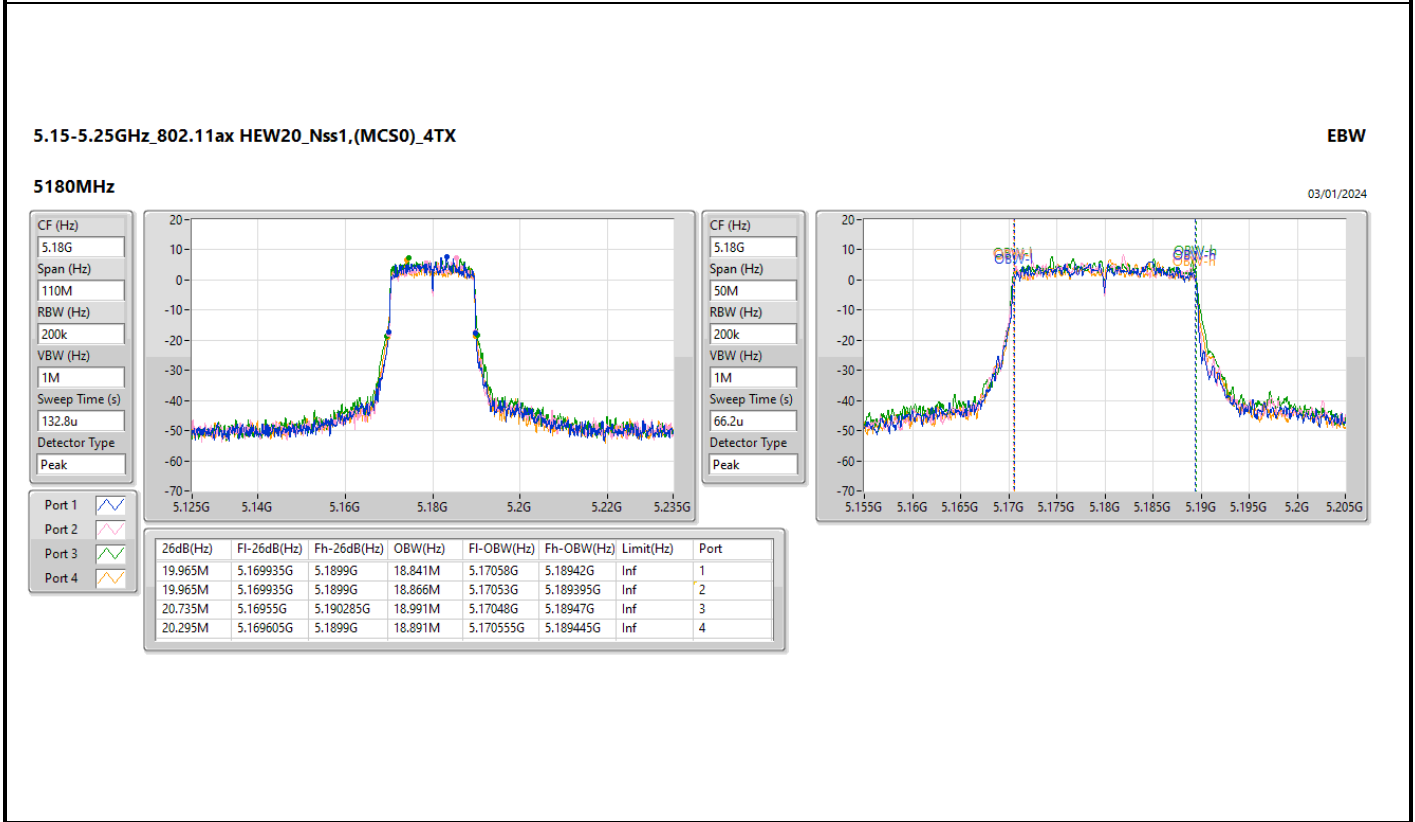 5.15-5.25GHz_802.11ax HEW20_Nss1,(MCS0)_4TX EBW
5180MHz
03/01/2024
CF (Hz)
5.18G
Span (Hz)
110M
RBW (Hz)
200k
VBW (Hz)
1M
Sweep Time (s)
132.8u
Detector Type
Peak
Port 1
Port 2
Port 3
Port 4
20
10
0
-10
-20
-30
-40
-50
-60
-70
5.125G 5.14G 5.16G 5.18G 5.2G 5.22G 5.235G
CF (Hz)
5.18G
Span (Hz)
50M
RBW (Hz)
200k
VBW (Hz)
1M
Sweep Time (s)
66.2u
Detector Type
Peak
20
10
0
-10
-20
-30
-40
-50
-60
-70
OBW-l OBW-h
5.155G 5.16G 5.165G 5.17G 5.175G 5.18G 5.185G 5.19G 5.195G 5.2G 5.205G
26dB(Hz) Fl-26dB(Hz) Fh-26dB(Hz) OBW(Hz) Fl-OBW(Hz) Fh-OBW(Hz) Limit(Hz) Port
19.965M 5.169935G 5.1899G 18.841M 5.17058G 5.18942G Inf 1
19.965M 5.169935G 5.1899G 18.866M 5.17053G 5.189395G Inf 2
20.735M 5.16955G 5.190285G 18.991M 5.17048G 5.18947G Inf 3
20.295M 5.169605G 5.1899G 18.891M 5.170555G 5.189445G Inf 4